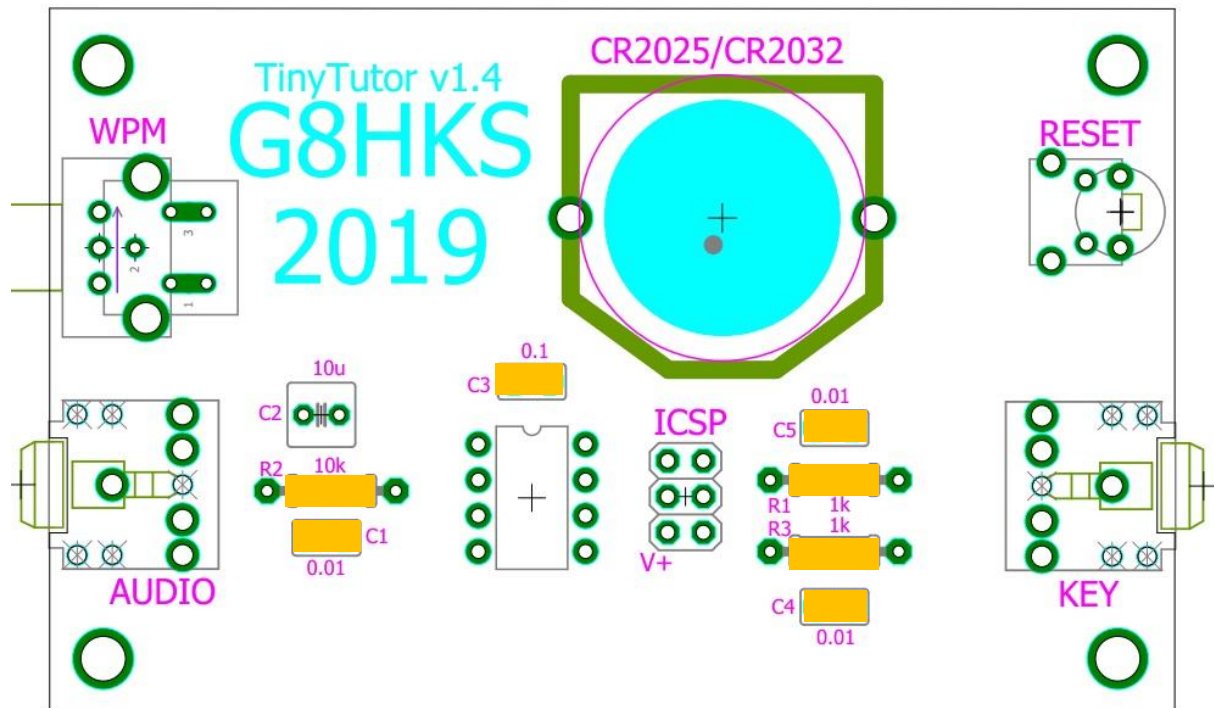 CR2025/CR2032
TinyTutor v1.4
G8HKS
2019
WPM
RESET
3
2
1
0.1
C3
10u
C2
0.01
C5
ICSP
R2
10k
R1
1k
R3
1k
C1
0.01
V+
AUDIO
KEY
C4
0.01